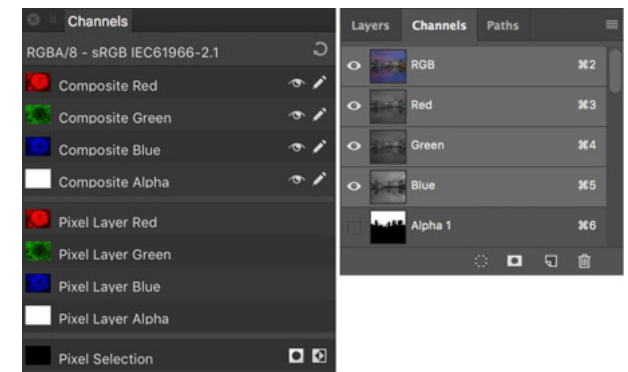 Channels
RGBA/8 - sRGB IEC61966-2.1
Composite Red
Composite Green
Composite Blue
Composite Alpha
Pixel Layer Red
Pixel Layer Green
Pixel Layer Blue
Pixel Layer Alpha
Pixel Selection
Layers Channels Paths
RGB ⌘2
Red ⌘3
Green ⌘4
Blue ⌘5
Alpha 1 ⌘6